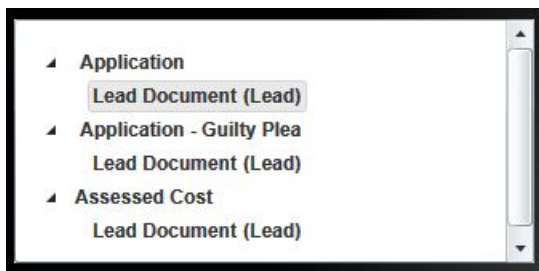 Application
Lead Document (Lead)
Application - Guilty Plea
Lead Document (Lead)
Assessed Cost
Lead Document (Lead)